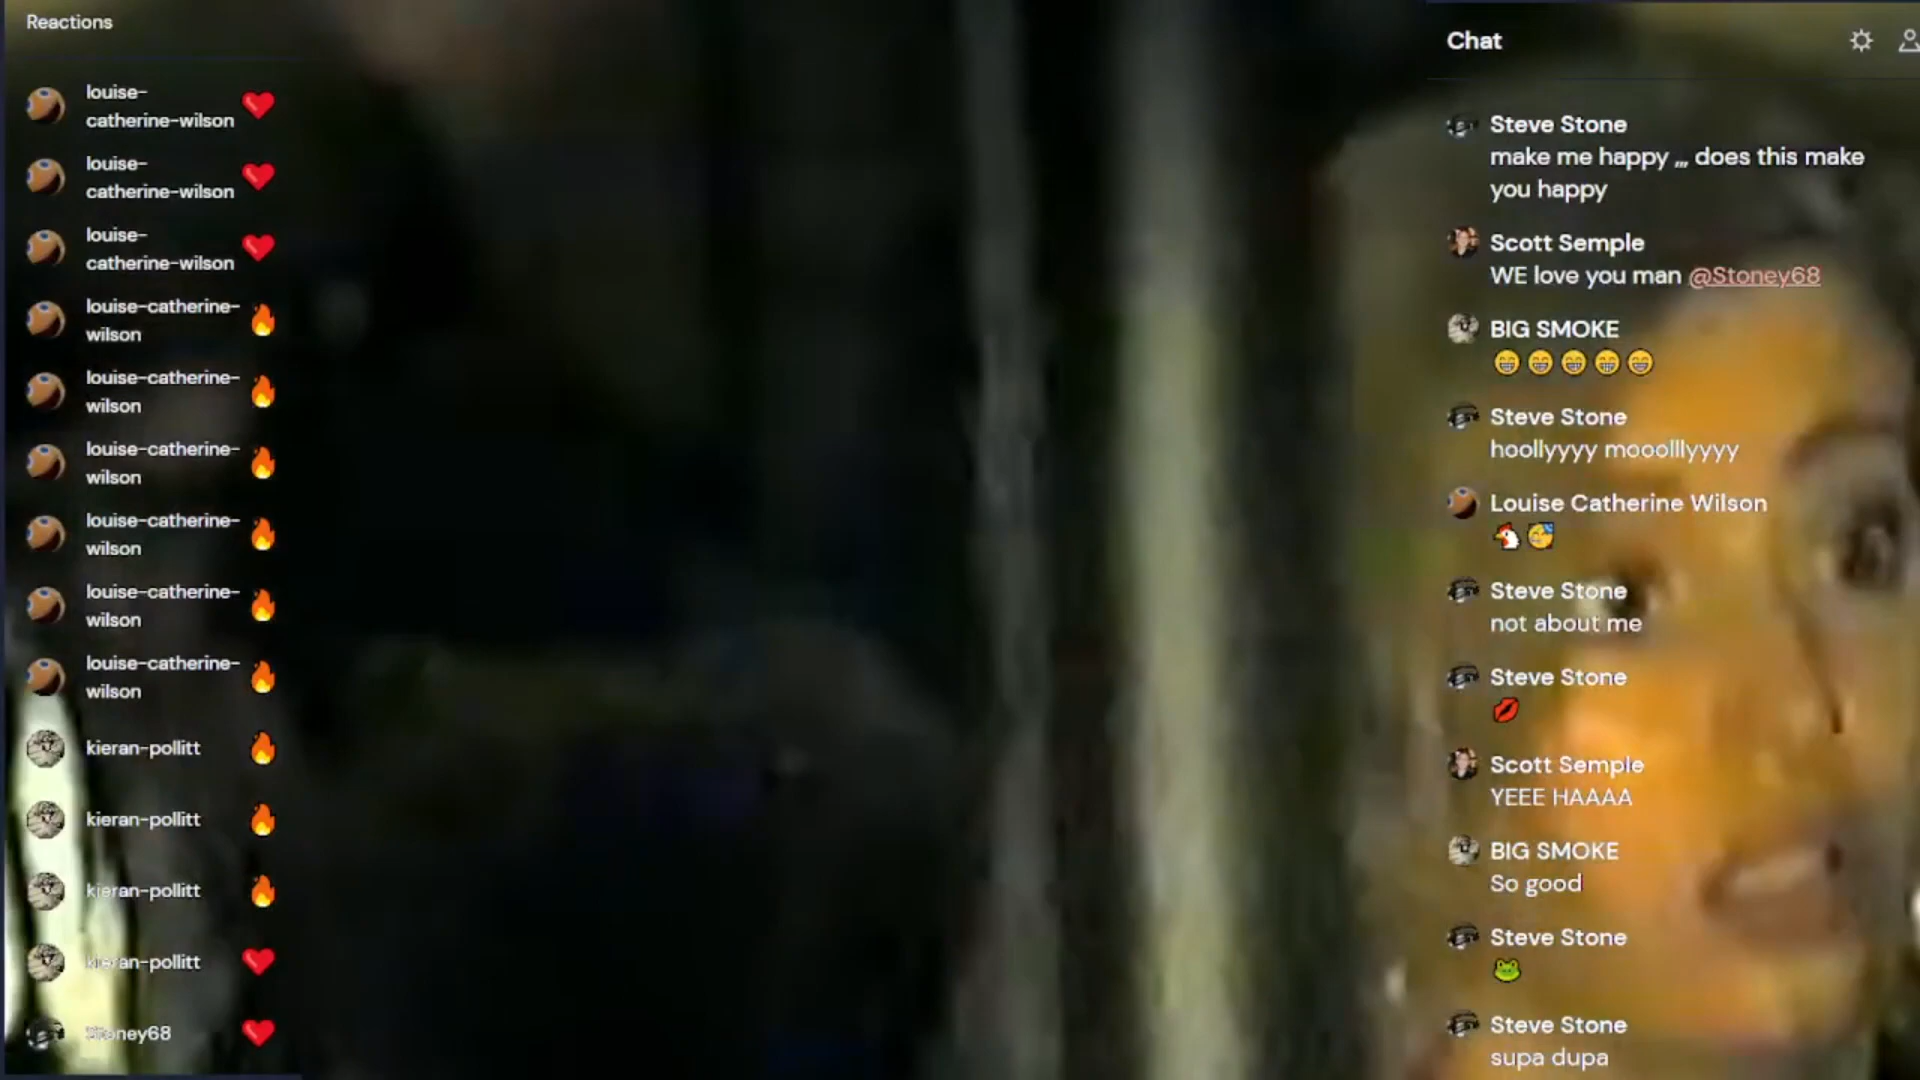 Reactions
louise-
catherine-wilson ❤️
louise-
catherine-wilson ❤️
louise-
catherine-wilson ❤️
louise-catherine-
wilson 🔥
louise-catherine-
wilson 🔥
louise-catherine-
wilson 🔥
louise-catherine-
wilson 🔥
louise-catherine-
wilson 🔥
louise-catherine-
wilson 🔥
kieran-pollitt 🔥
kieran-pollitt 🔥
kieran-pollitt 🔥
kieran-pollitt ❤️
Stoney68 ❤️
Chat
Steve Stone
make me happy ,,, does this make
you happy
Scott Semple
WE love you man @Stoney68
BIG SMOKE
😁😁😁😁😁
Steve Stone
hoollyyyy mooolllyyyy
Louise Catherine Wilson
🐔🥳
Steve Stone
not about me
Steve Stone
💋
Scott Semple
YEEE HAAAA
BIG SMOKE
So good
Steve Stone
🐸
Steve Stone
supa dupa